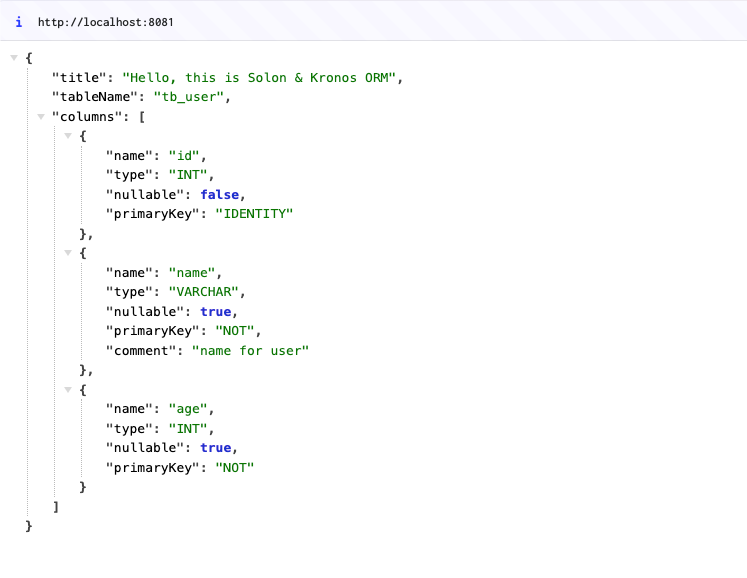 i http://localhost:8081
{
"title": "Hello, this is Solon & Kronos ORM",
"tableName": "tb_user",
"columns": [
{
"name": "id",
"type": "INT",
"nullable": false,
"primaryKey": "IDENTITY"
},
{
"name": "name",
"type": "VARCHAR",
"nullable": true,
"primaryKey": "NOT",
"comment": "name for user"
},
{
"name": "age",
"type": "INT",
"nullable": true,
"primaryKey": "NOT"
}
]
}